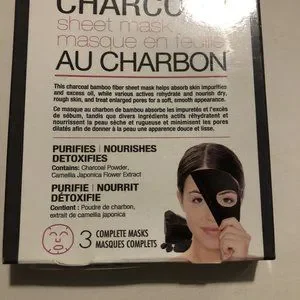 CHARCOAL
sheet mask
masque en feuille
AU CHARBON
This charcoal bamboo fiber sheet mask helps absorb skin impurities
and excess oil, while various actives rehydrate and nourish dry,
rough skin, and treat enlarged pores for a soft, smooth appearance.
Ce masque au charbon de bambou absorbe les impuretés et l'excès
de sébum, tandis que divers ingrédients actifs réhydratent et
nourrissent la peau sèche et rugueuse et minimisent les pores
dilatés afin de donner à la peau une apparence douce et lisse.
PURIFIES | NOURISHES
DETOXIFIES
Contains: Charcoal Powder,
Camellia Japonica Flower Extract
PURIFIE | NOURRIT
DÉTOXIFIE
Contient : Poudre de charbon,
extrait de camellia japonica
3 COMPLETE MASKS
MASQUES COMPLETS